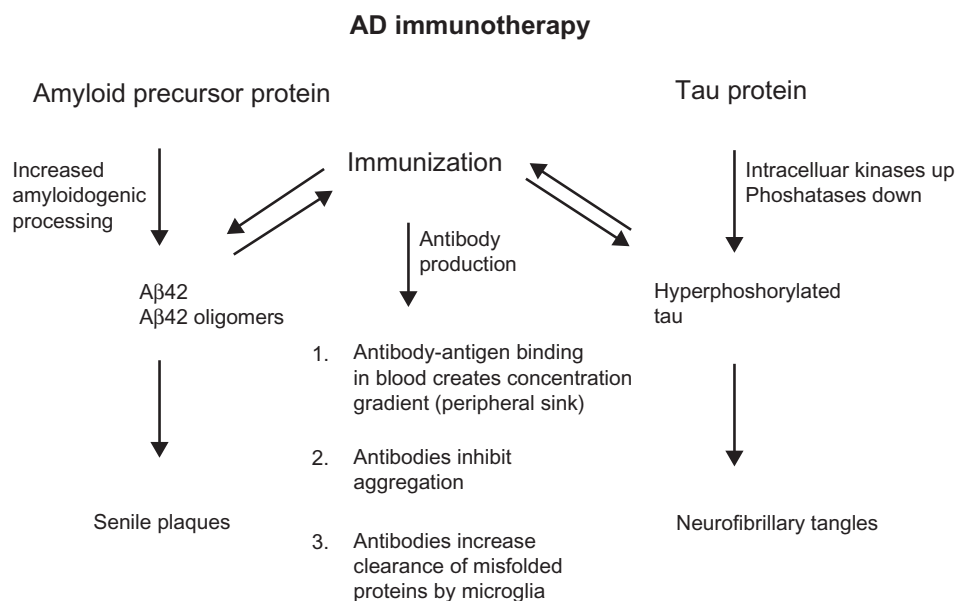 AD immunotherapy
Amyloid precursor protein
Tau protein
Immunization
Increased
amyloidogenic
processing
Intracelluar kinases up
Phoshatases down
Antibody
production
Aβ42
Aβ42 oligomers
Hyperphoshorylated
tau
1. Antibody-antigen binding
in blood creates concentration
gradient (peripheral sink)
2. Antibodies inhibit
aggregation
Senile plaques
Neurofibrillary tangles
3. Antibodies increase
clearance of misfolded
proteins by microglia